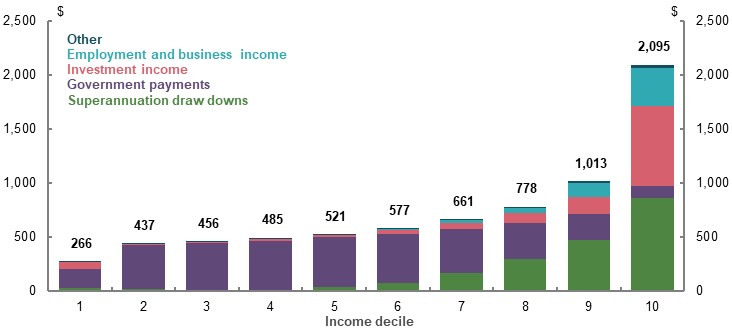 $ $
2,500 2,500
Other
Employment and business income
Investment income
Government payments
Superannuation draw downs
2,095
2,000 2,000
1,500 1,500
1,013
1,000 1,000
778
661
577
521
485
456
437
266
500 500
0 0
1 2 3 4 5 6 7 8 9 10
Income decile